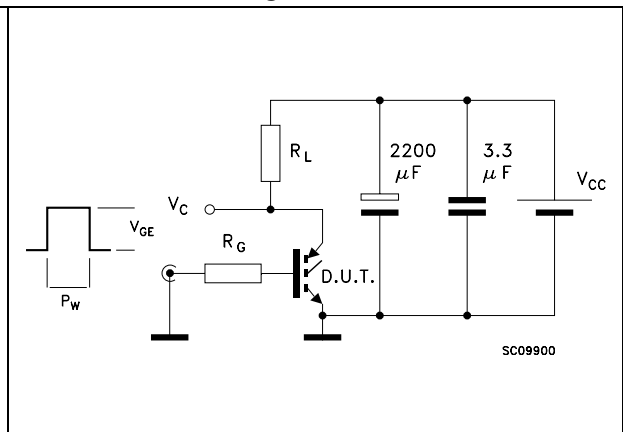 R_L
2200
μF
3.3
μF
V_CC
V_C
V_GE
R_G
D.U.T.
P_W
SC09900